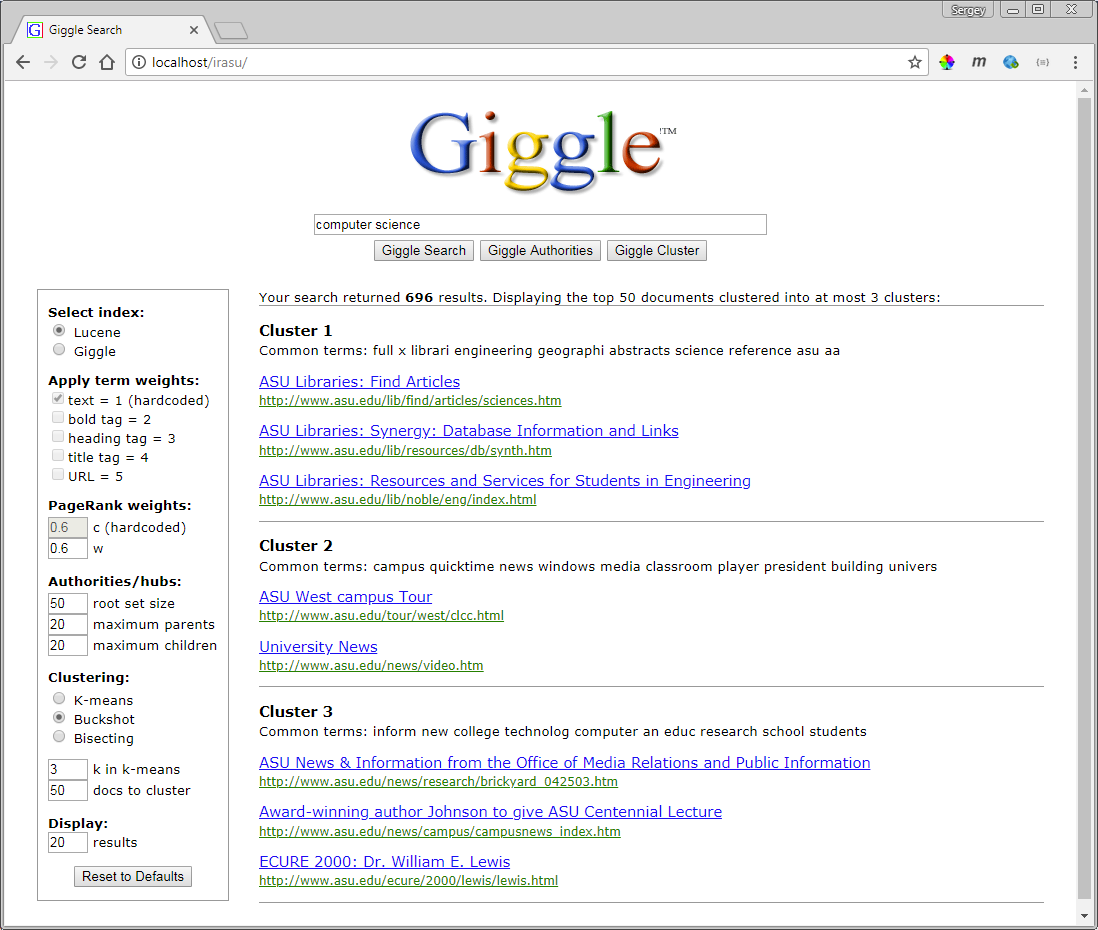 Sergey
Giggle Search
localhost/irasu/
Giggle!™
computer science
Giggle Search Giggle Authorities Giggle Cluster
Select index:
Lucene
Giggle
Apply term weights:
text = 1 (hardcoded)
bold tag = 2
heading tag = 3
title tag = 4
URL = 5
PageRank weights:
0.6 c (hardcoded)
0.6 w
Authorities/hubs:
50 root set size
20 maximum parents
20 maximum children
Clustering:
K-means
Buckshot
Bisecting
3 k in k-means
50 docs to cluster
Display:
20 results
Reset to Defaults
Your search returned 696 results. Displaying the top 50 documents clustered into at most 3 clusters:
Cluster 1
Common terms: full x librari engineering geographi abstracts science reference asu aa
ASU Libraries: Find Articles
http://www.asu.edu/lib/find/articles/sciences.htm
ASU Libraries: Synergy: Database Information and Links
http://www.asu.edu/lib/resources/db/synth.htm
ASU Libraries: Resources and Services for Students in Engineering
http://www.asu.edu/lib/noble/eng/index.html
Cluster 2
Common terms: campus quicktime news windows media classroom player president building univers
ASU West campus Tour
http://www.asu.edu/tour/west/clcc.html
University News
http://www.asu.edu/news/video.htm
Cluster 3
Common terms: inform new college technolog computer an educ research school students
ASU News & Information from the Office of Media Relations and Public Information
http://www.asu.edu/news/research/brickyard_042503.htm
Award-winning author Johnson to give ASU Centennial Lecture
http://www.asu.edu/news/campus/campusnews_index.htm
ECURE 2000: Dr. William E. Lewis
http://www.asu.edu/ecure/2000/lewis/lewis.html